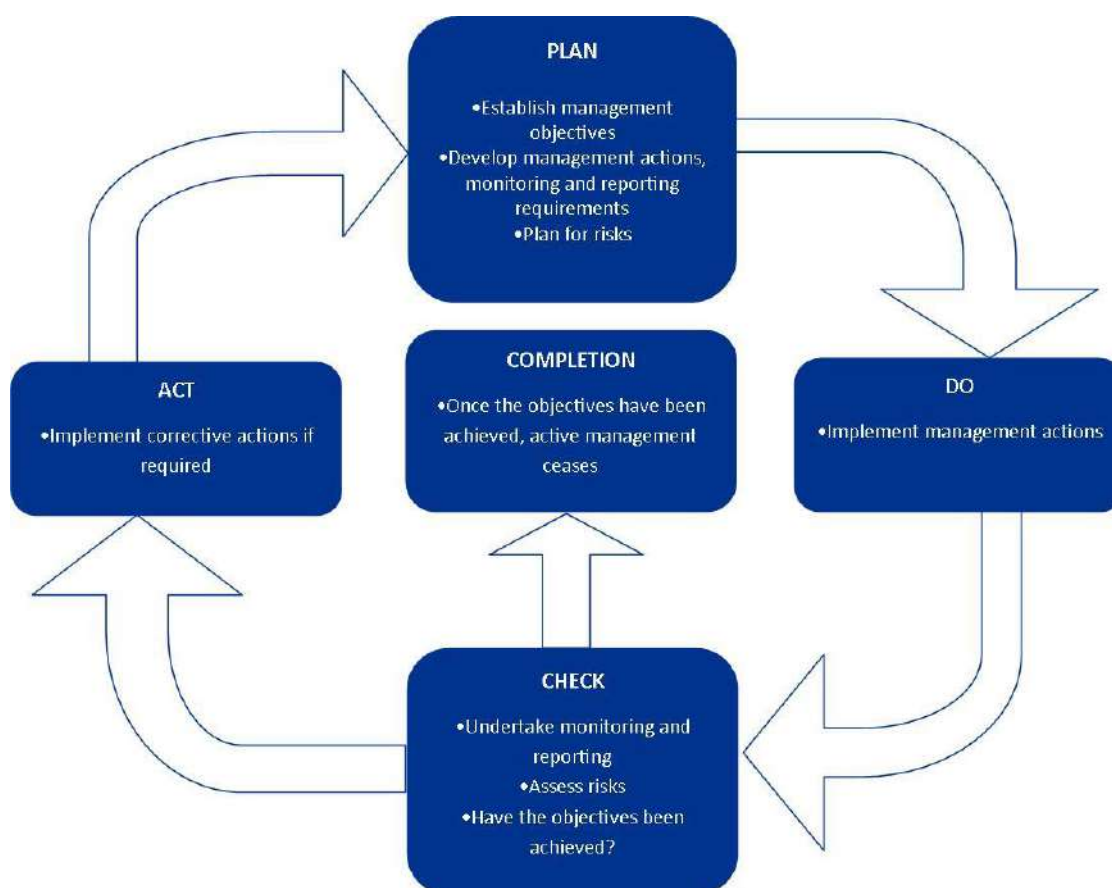 PLAN
•Establish management
objectives
•Develop management actions,
monitoring and reporting
requirements
•Plan for risks
ACT
•Implement corrective actions if
required
COMPLETION
•Once the objectives have been
achieved, active management
ceases
DO
•Implement management actions
CHECK
•Undertake monitoring and
reporting
•Assess risks
•Have the objectives been
achieved?